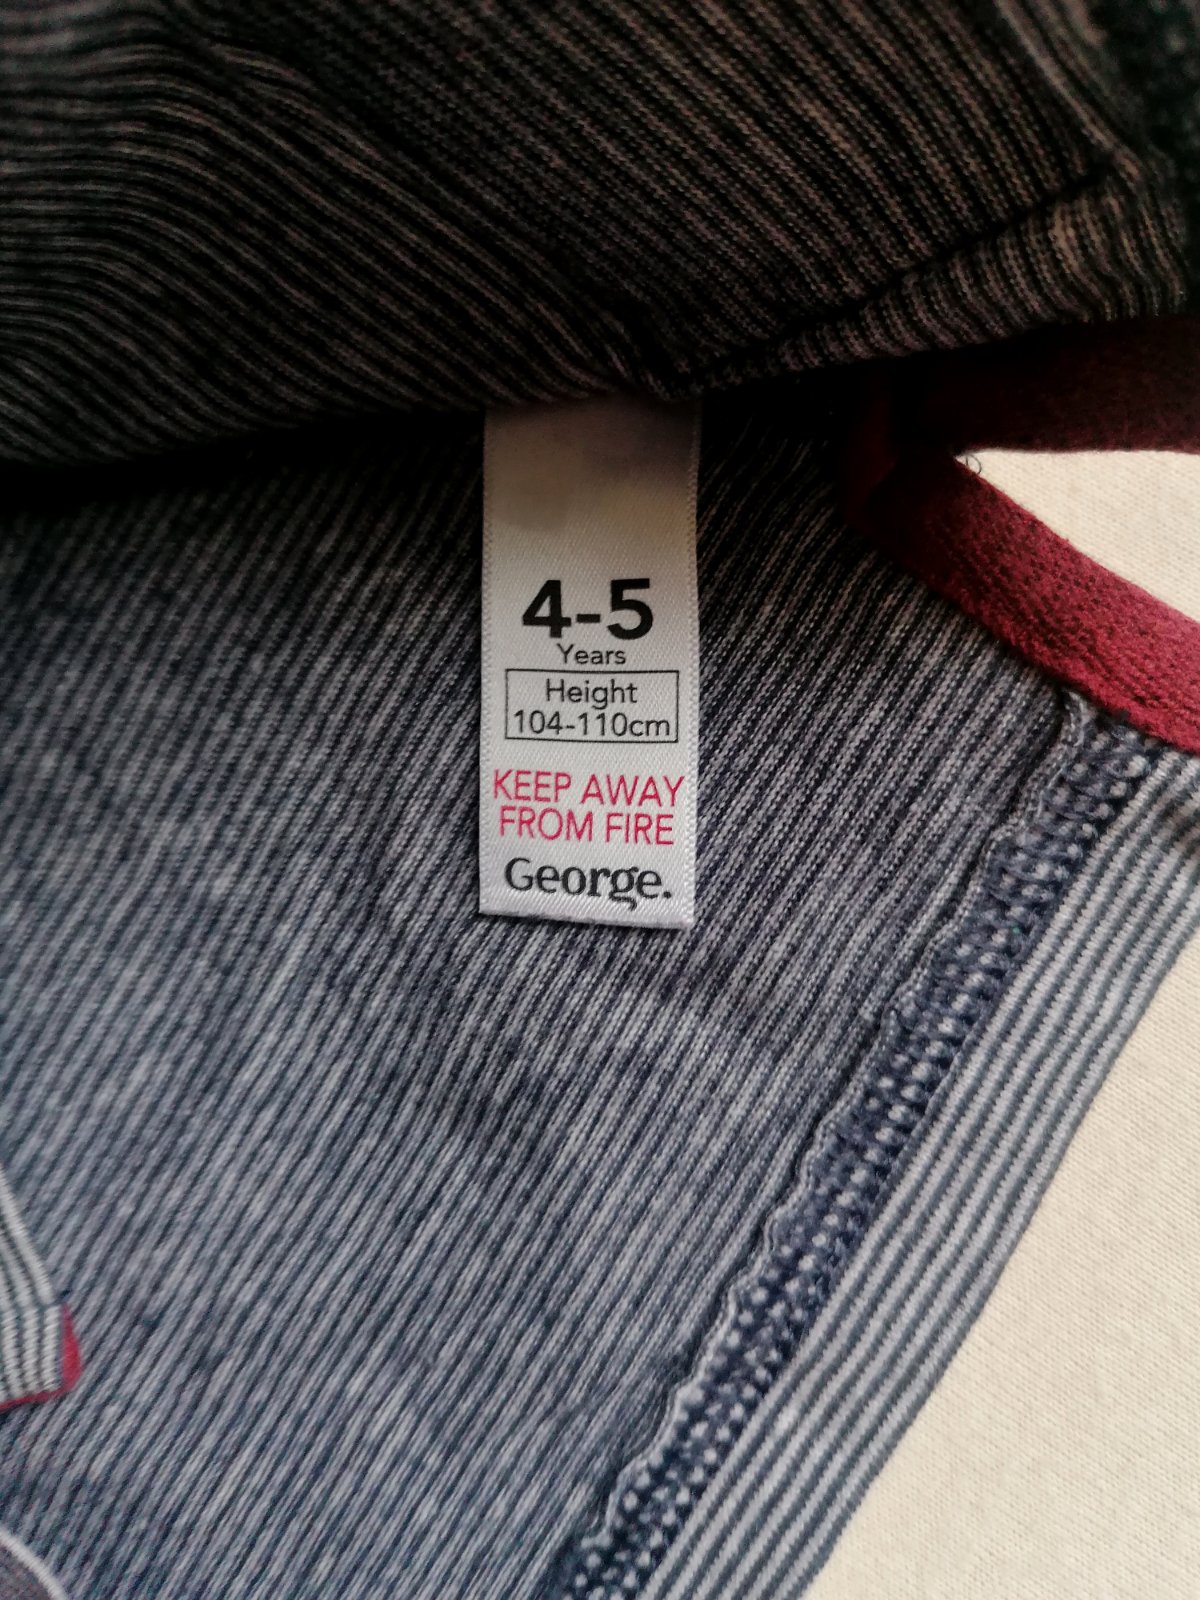 4-5
Years
Height
104-110cm
KEEP AWAY
FROM FIRE
George.